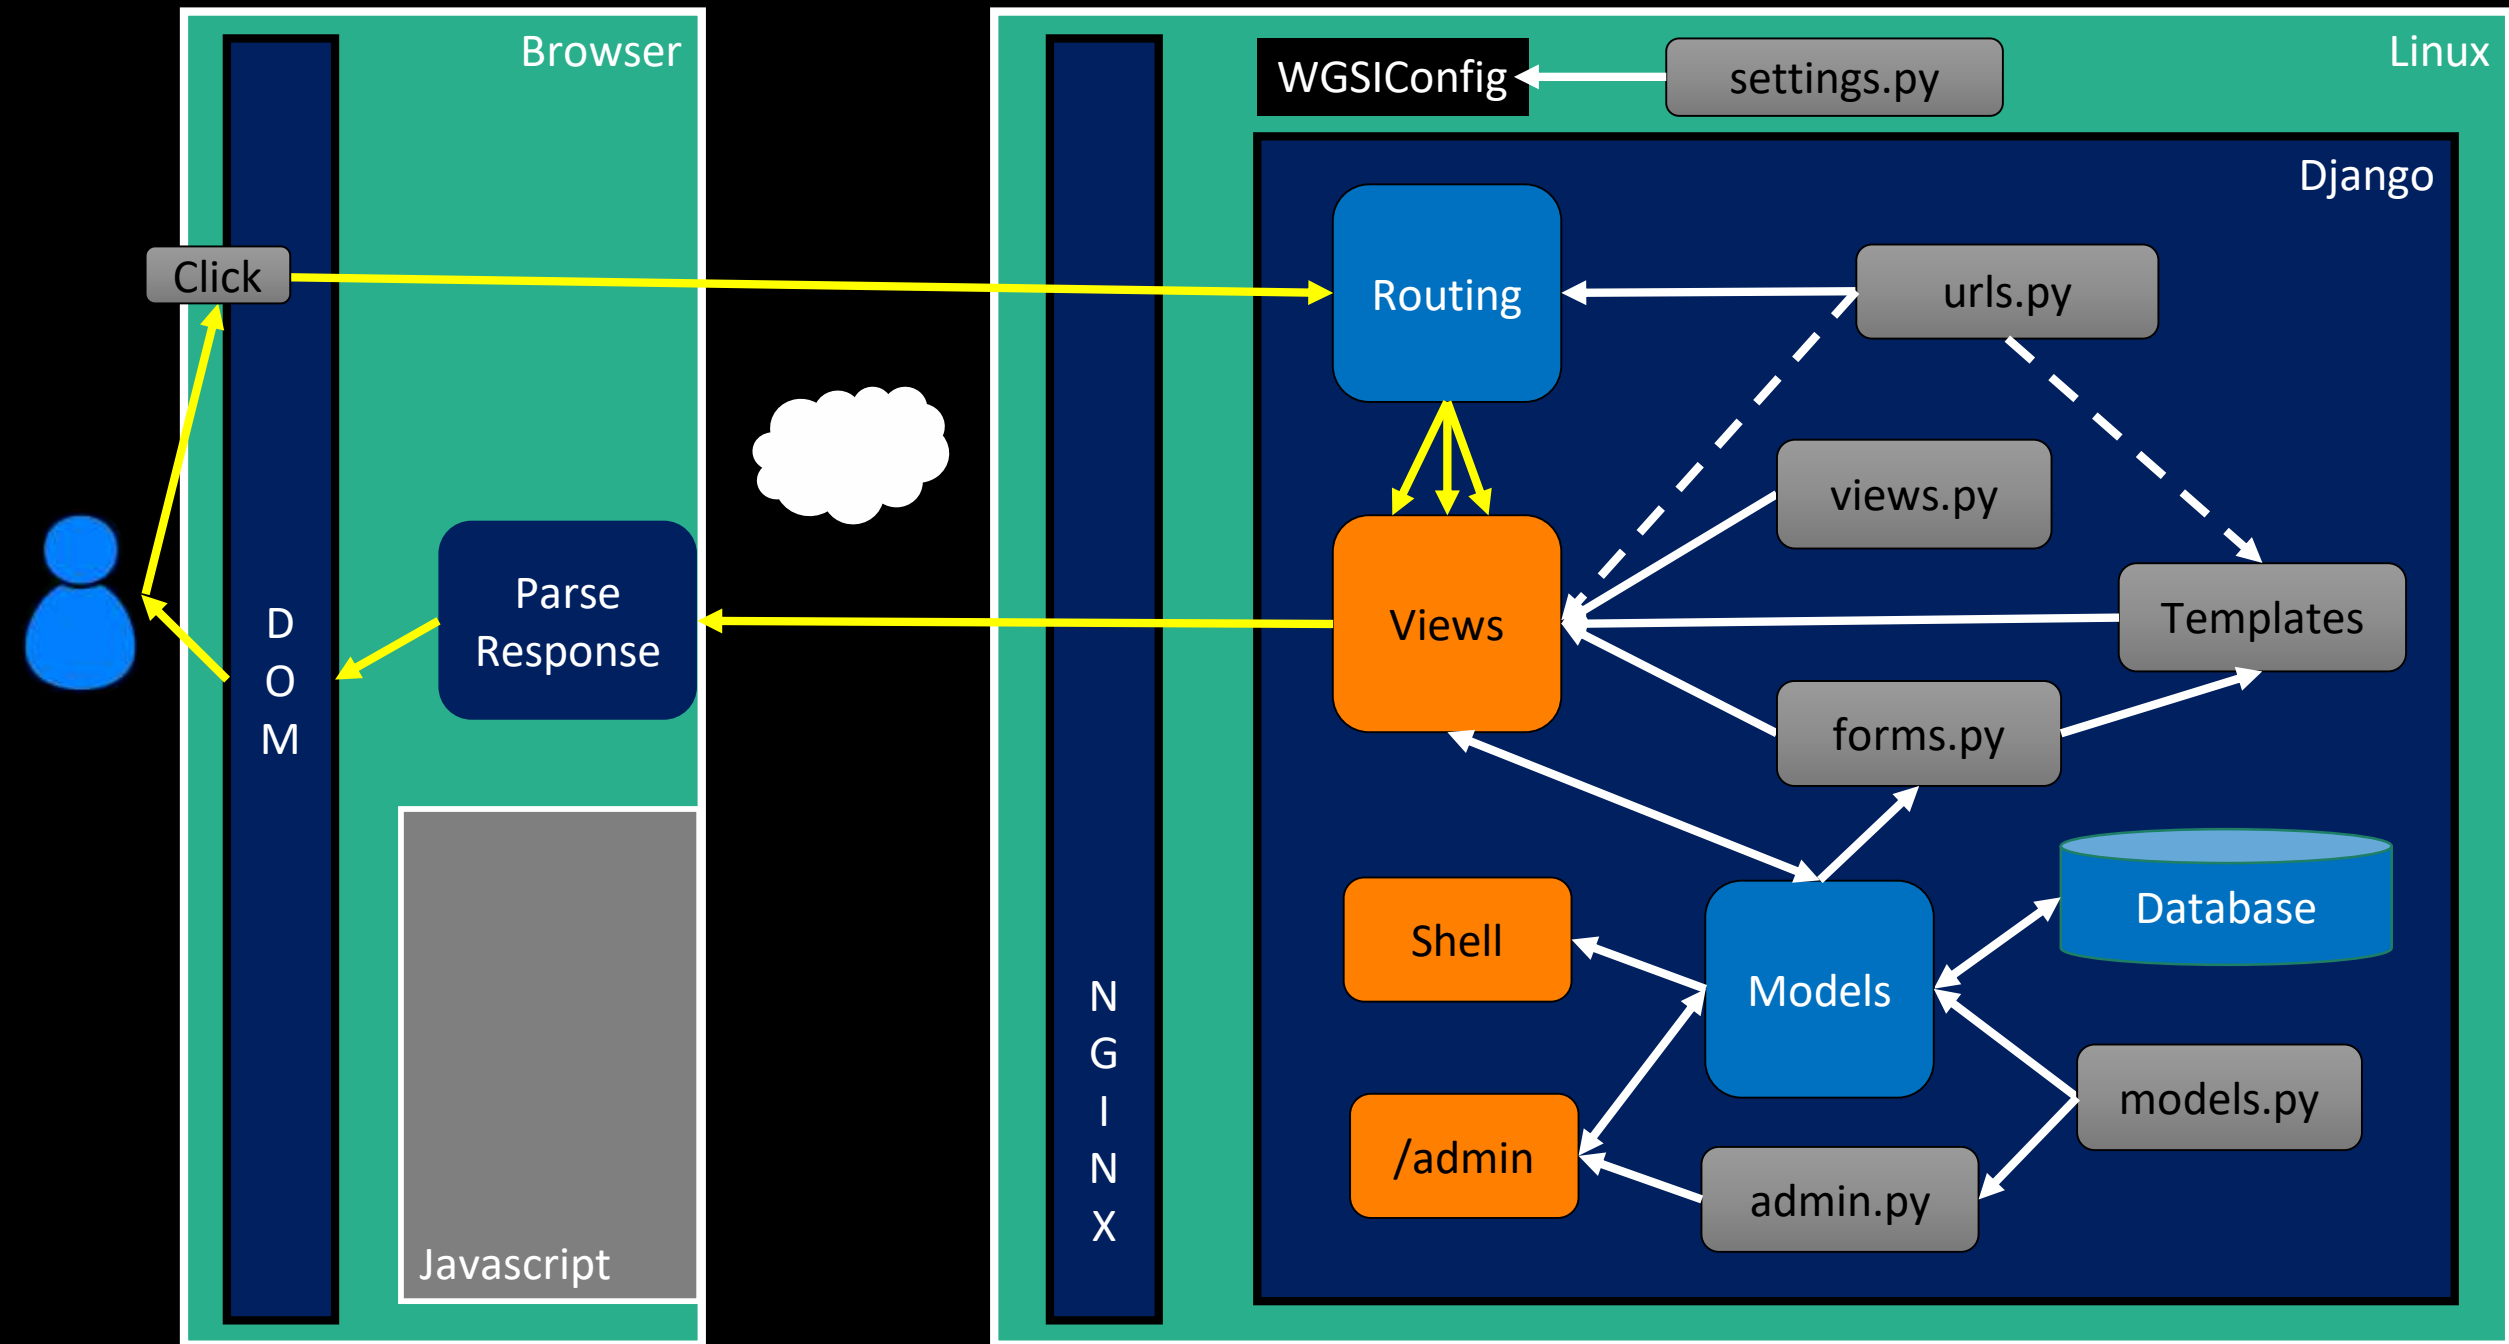 Browser
Linux
WGSIConfig
settings.py
Django
Click
Routing
urls.py
views.py
Parse
Response
Views
Templates
D
O
M
forms.py
Database
Shell
Models
N
G
I
N
X
models.py
/admin
admin.py
Javascript